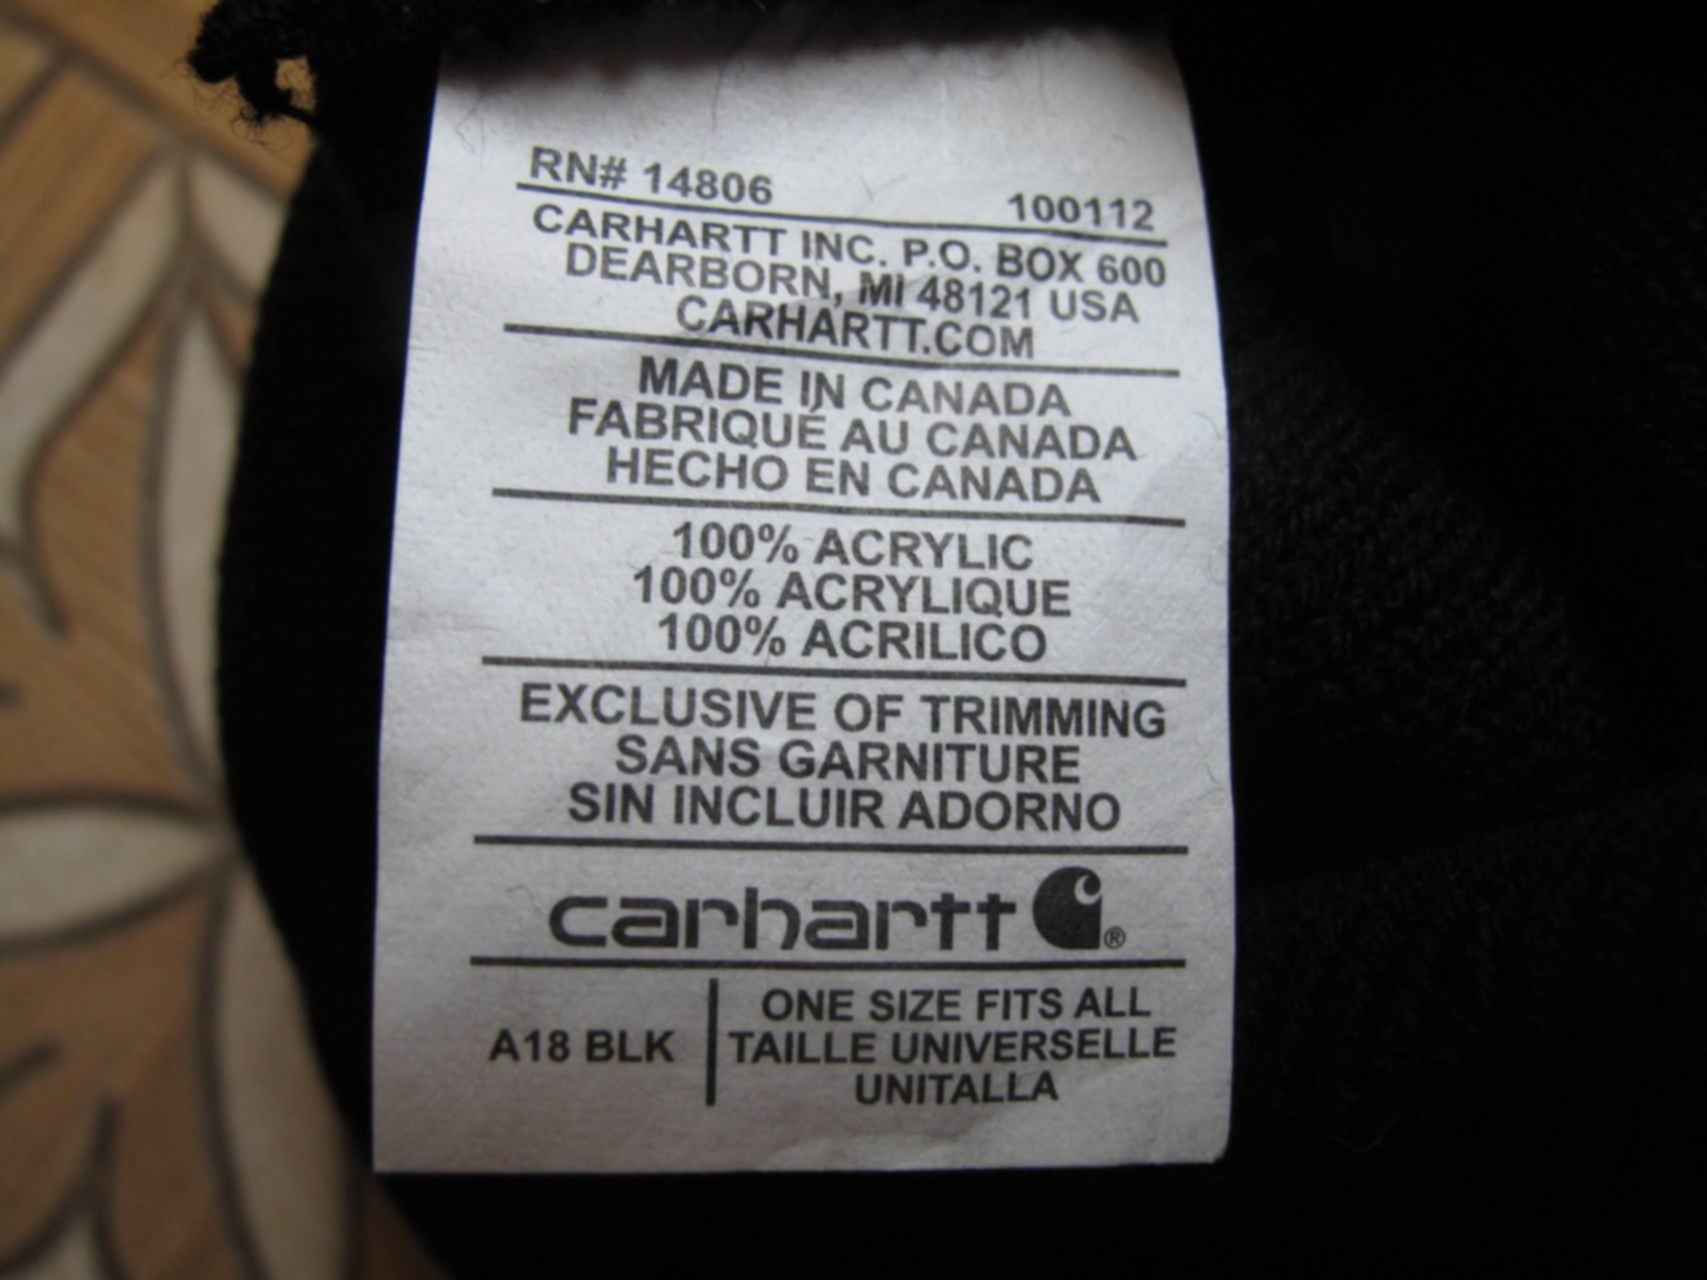 RN# 14806 100112
CARHARTT INC. P.O. BOX 600
DEARBORN, MI 48121 USA
CARHARTT.COM
MADE IN CANADA
FABRIQUÉ AU CANADA
HECHO EN CANADA
100% ACRYLIC
100% ACRYLIQUE
100% ACRILICO
EXCLUSIVE OF TRIMMING
SANS GARNITURE
SIN INCLUIR ADORNO
carhartt ®
A18 BLK
ONE SIZE FITS ALL
TAILLE UNIVERSELLE
UNITALLA